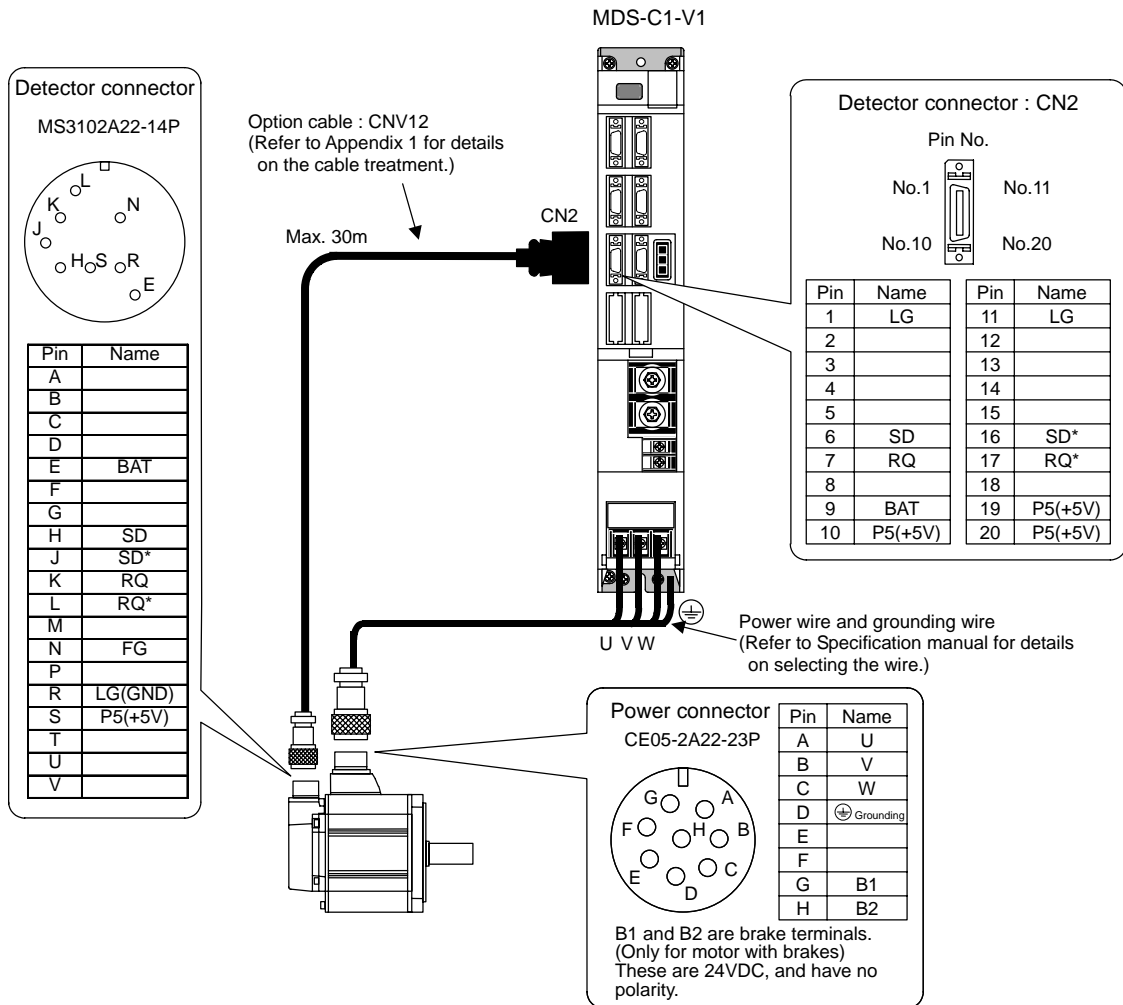 MDS-C1-V1
Detector connector
MS3102A22-14P
L
K
N
J
H
S
R
E
Pin Name
A
B
C
D
E BAT
F
G
H SD
J SD*
K RQ
L RQ*
M
N FG
P
R LG(GND)
S P5(+5V)
T
U
V
Option cable : CNV12
(Refer to Appendix 1 for details
on the cable treatment.)
Max. 30m
CN2
Detector connector : CN2
Pin No.
No.1 No.11
No.10 No.20
Pin Name Pin Name
1 LG 11 LG
2 12
3 13
4 14
5 15
6 SD 16 SD*
7 RQ 17 RQ*
8 18
9 BAT 19 P5(+5V)
10 P5(+5V) 20 P5(+5V)
U V W
Power wire and grounding wire
(Refer to Specification manual for details
on selecting the wire.)
Power connector
CE05-2A22-23P
G
A
F
H
B
E
D
C
Pin Name
A U
B V
C W
D Grounding
E
F
G B1
H B2
B1 and B2 are brake terminals.
(Only for motor with brakes)
These are 24VDC, and have no
polarity.